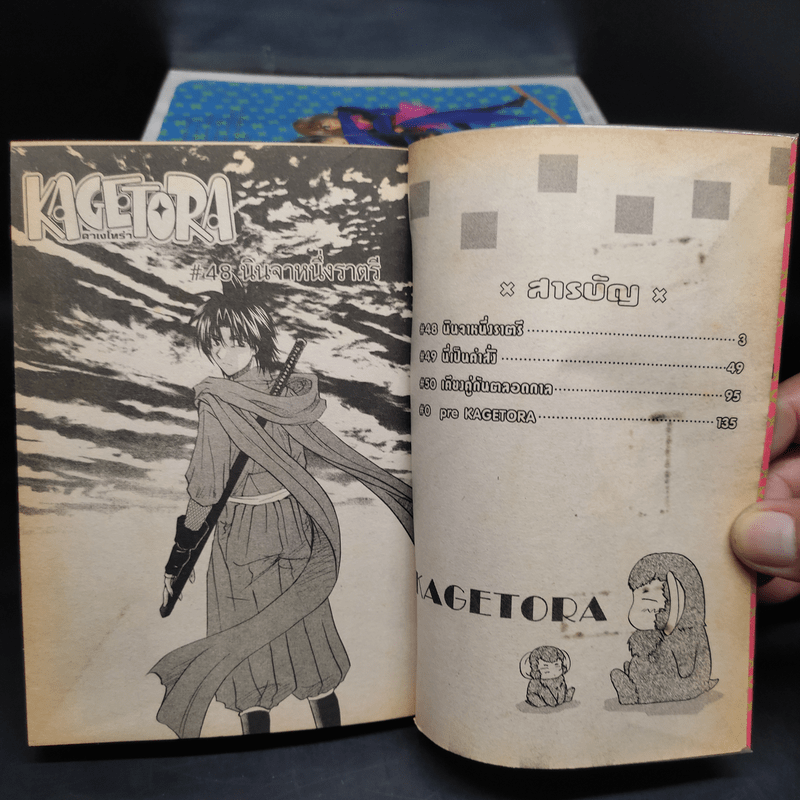 KAGETORA
คาเงโทร่า
#48 นินจาหนึ่งราตรี
× สารบัญ ×
#48 นินจาหนึ่งราตรี 3
#49 นี่เป็นคำสั่ง 49
#50 เคียงคู่กันตลอดกาล 95
#0 pre KAGETORA 135
KAGETORA